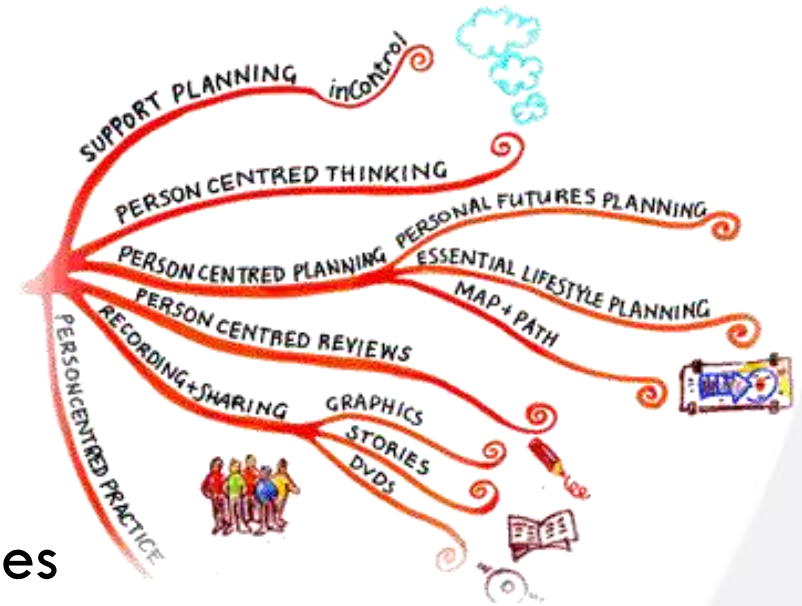 SUPPORT PLANNING
inControl
PERSON CENTRED THINKING
PERSON CENTRED PLANNING
PERSONAL FUTURES PLANNING
ESSENTIAL LIFESTYLE PLANNING
MAP + PATH
PERSON CENTRED REVIEWS
RECORDING + SHARING
GRAPHICS
STORIES
DVDS
PERSON CENTRED PRACTICE
es